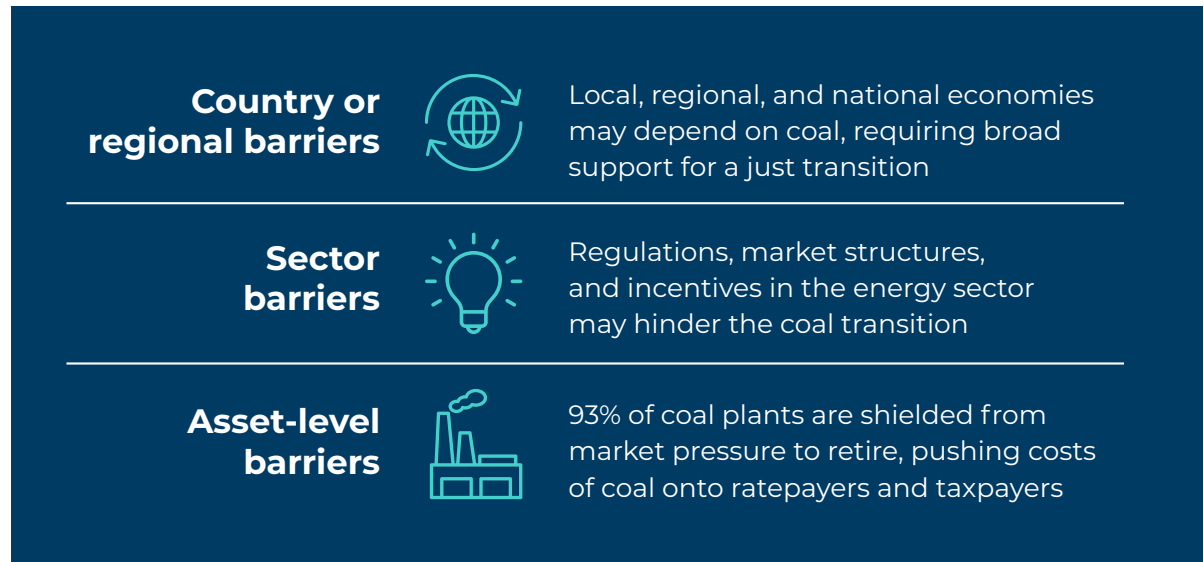 Country or
regional barriers
Local, regional, and national economies
may depend on coal, requiring broad
support for a just transition
Sector
barriers
Regulations, market structures,
and incentives in the energy sector
may hinder the coal transition
Asset-level
barriers
93% of coal plants are shielded from
market pressure to retire, pushing costs
of coal onto ratepayers and taxpayers